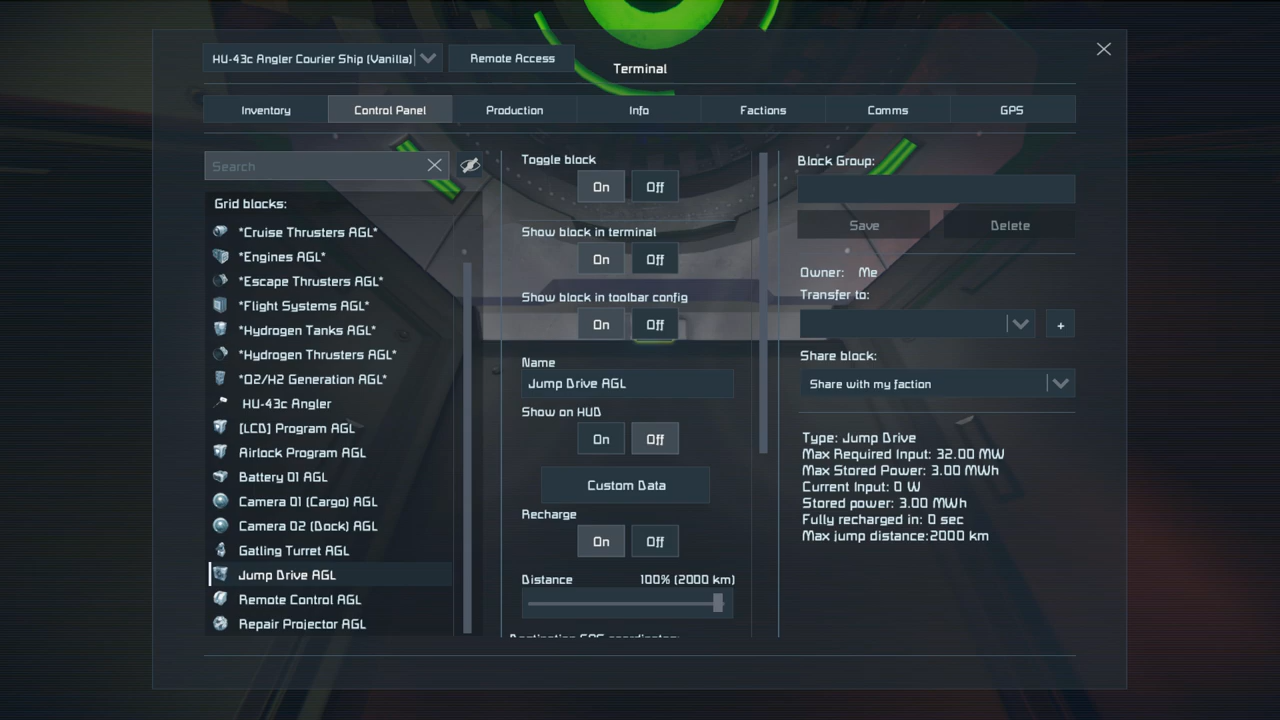 HU-43c Angler Courier Ship (Vanilla)
Remote Access
Terminal
Inventory
Control Panel
Production
Info
Factions
Comms
GPS
Search
Grid blocks:
*Cruise Thrusters AGL*
*Engines AGL*
*Escape Thrusters AGL*
*Flight Systems AGL*
*Hydrogen Tanks AGL*
*Hydrogen Thrusters AGL*
*O2/H2 Generation AGL*
HU-43c Angler
[LCD] Program AGL
Airlock Program AGL
Battery 01 AGL
Camera 01 (Cargo) AGL
Camera 02 (Dock) AGL
Gatling Turret AGL
Jump Drive AGL
Remote Control AGL
Repair Projector AGL
Toggle block
On Off
Show block in terminal
On Off
Show block in toolbar config
On Off
Name
Jump Drive AGL
Show on HUD
On Off
Custom Data
Recharge
On Off
Distance 100% (2000 km)
Destination GPS coordinates:
Block Group:
Save Delete
Owner: Me
Transfer to:
+
Share block:
Share with my faction
Type: Jump Drive
Max Required Input: 32.00 MW
Max Stored Power: 3.00 MWh
Current Input: 0 W
Stored power: 3.00 MWh
Fully recharged in: 0 sec
Max jump distance:2000 km